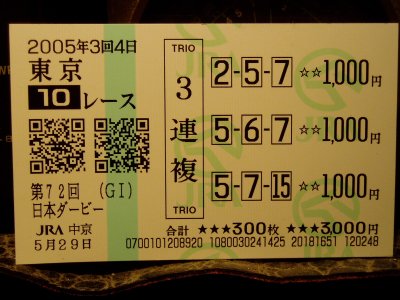 2005年3回4日
東京
10レース
第72回 (GI)
日本ダービー
JRA 中京
5月29日
TRIO
3連複
TRIO
2-5-7 ☆☆1,000円
5-6-7 ☆☆1,000円
5-7-15 ☆☆1,000円
合計 ★★★300枚 ★★★3,000円
0700101208920 1080030241425 20181651 120248